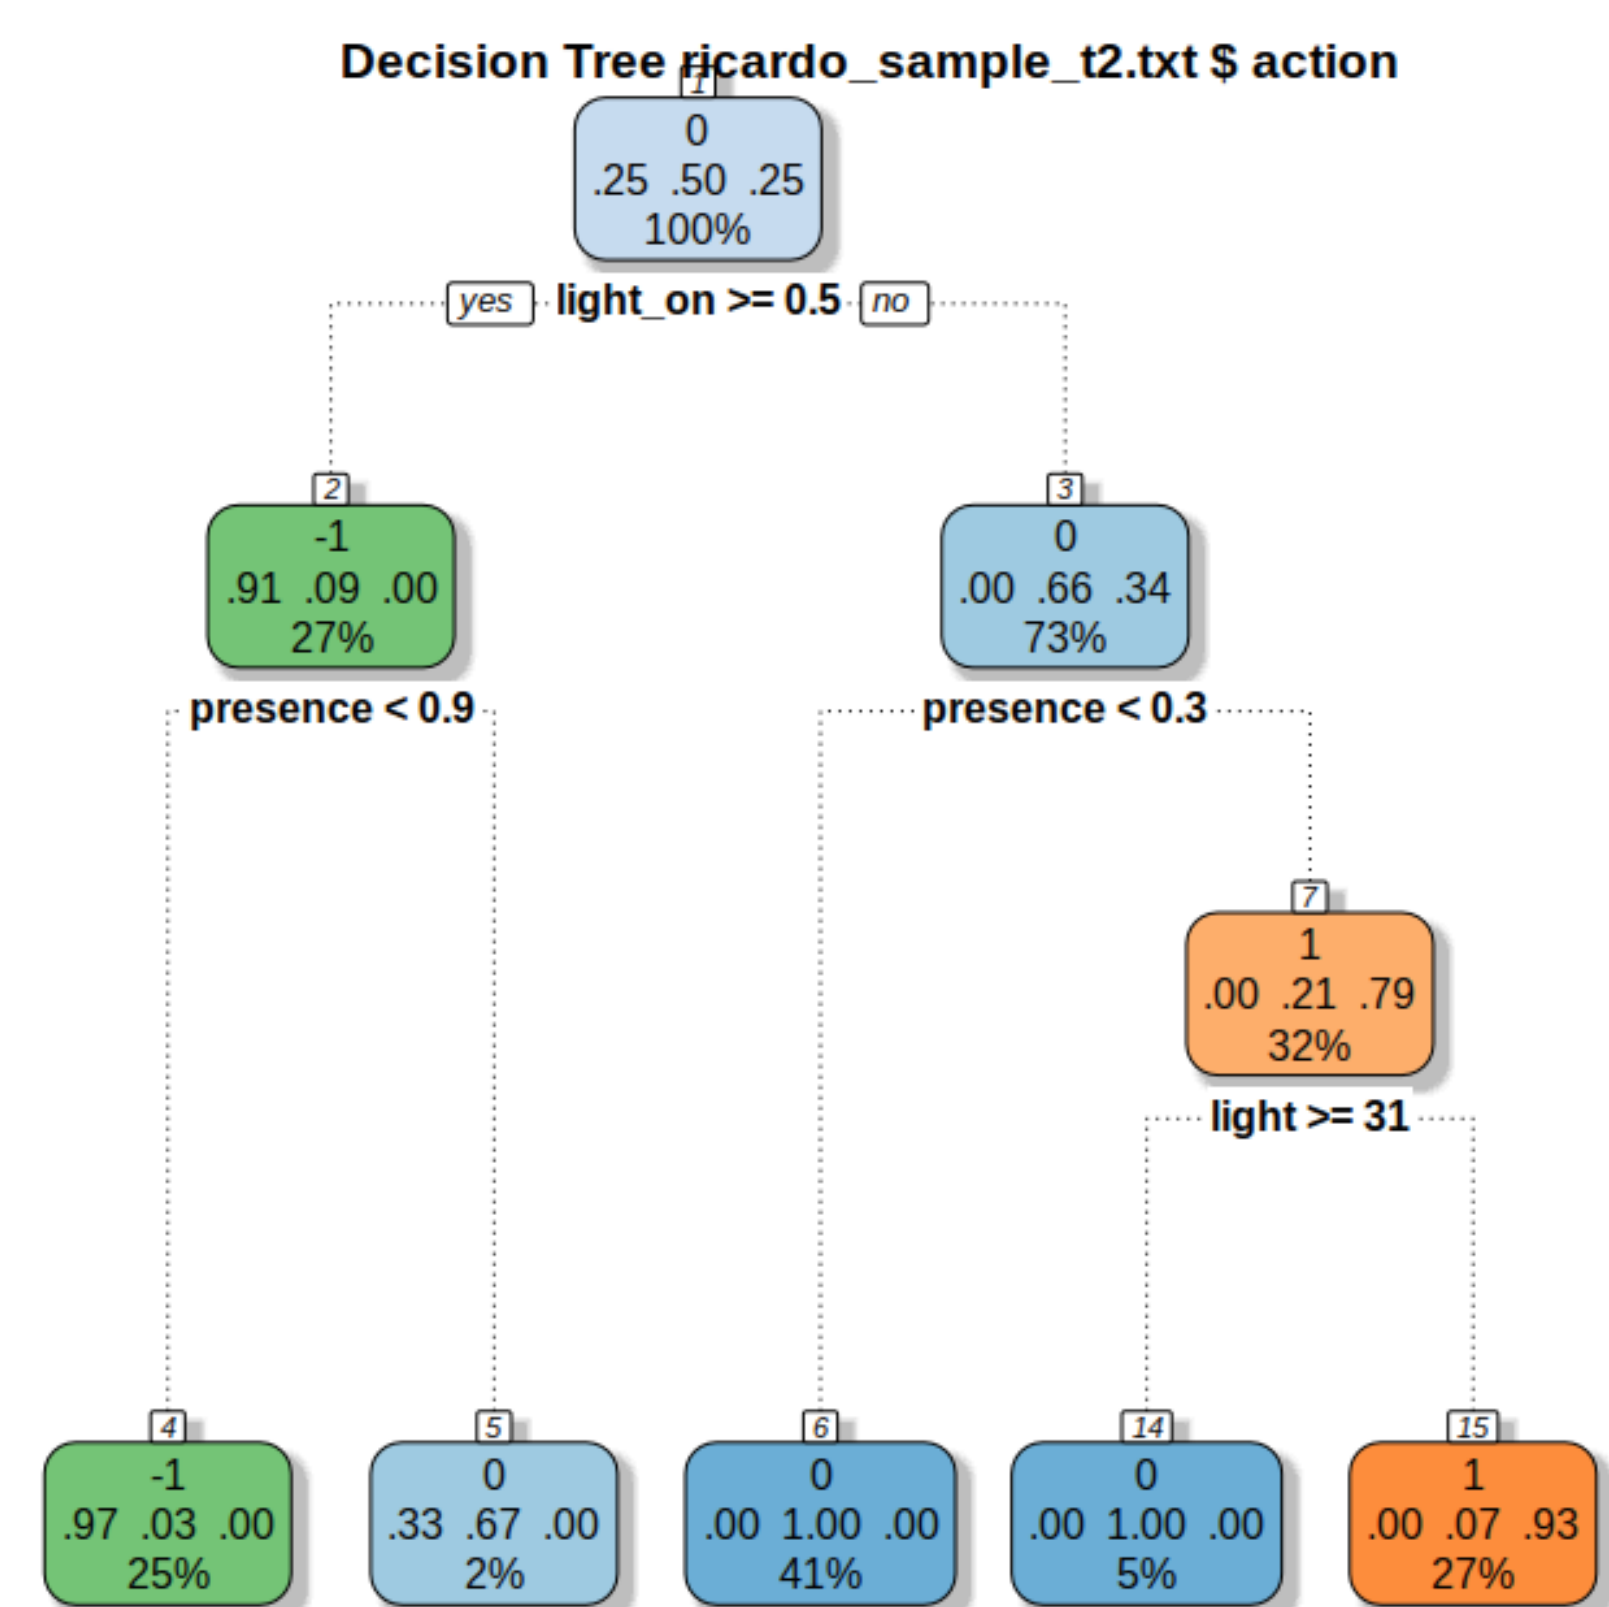 Decision Tree ricardo_sample_t2.txt $ action
1
0
.25 .50 .25
100%
yes light_on >= 0.5 no
2
-1
.91 .09 .00
27%
3
0
.00 .66 .34
73%
presence < 0.9
presence < 0.3
7
1
.00 .21 .79
32%
light >= 31
4
-1
.97 .03 .00
25%
5
0
.33 .67 .00
2%
6
0
.00 1.00 .00
41%
14
0
.00 1.00 .00
5%
15
1
.00 .07 .93
27%